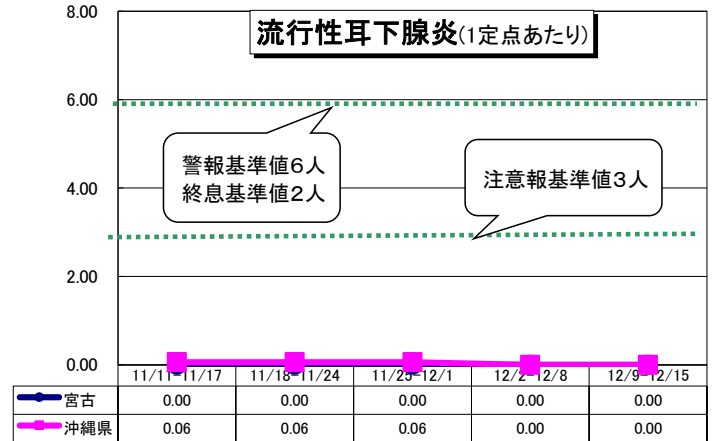 流行性耳下腺炎(1定点あたり)
8.00
6.00
4.00
2.00
0.00
警報基準値6人
終息基準値2人
注意報基準値3人
11/11-11/17 11/18-11/24 11/25-12/1 12/2-12/8 12/9-12/15
宮古 0.00 0.00 0.00 0.00 0.00
沖縄県 0.06 0.06 0.06 0.00 0.00